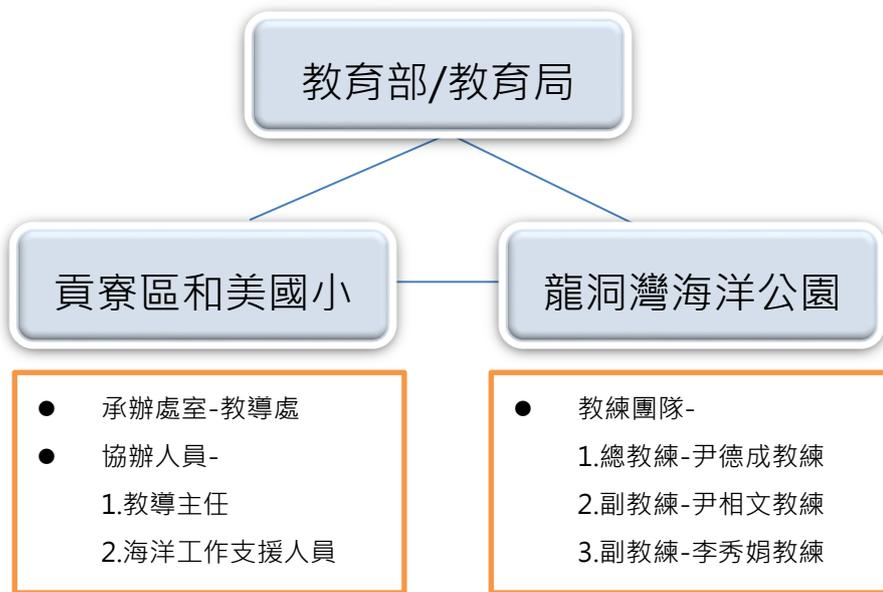 教育部/教育局
貢寮區和美國小
龍洞灣海洋公園
● 承辦處室-教導處
● 協辦人員-
1.教導主任
2.海洋工作支援人員
● 教練團隊-
1.總教練-尹德成教練
2.副教練-尹相文教練
3.副教練-李秀娟教練